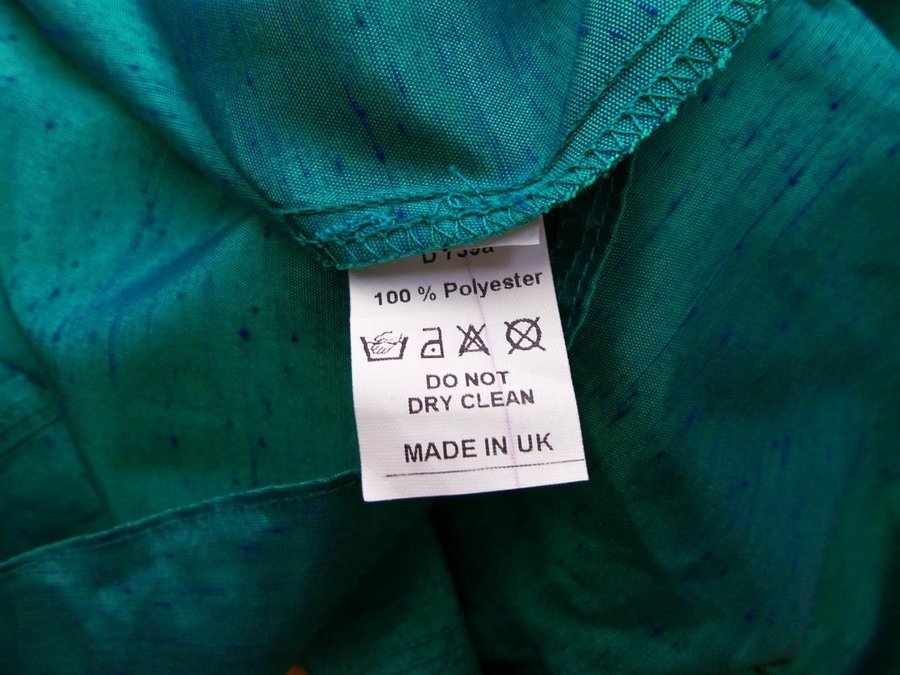 100 % Polyester
DO NOT
DRY CLEAN
MADE IN UK